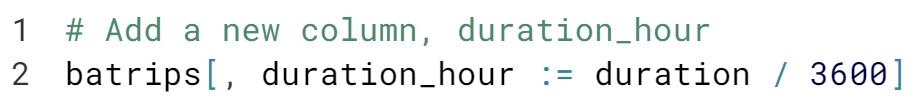 1 # Add a new column, duration_hour
2 batrips[, duration_hour := duration / 3600]